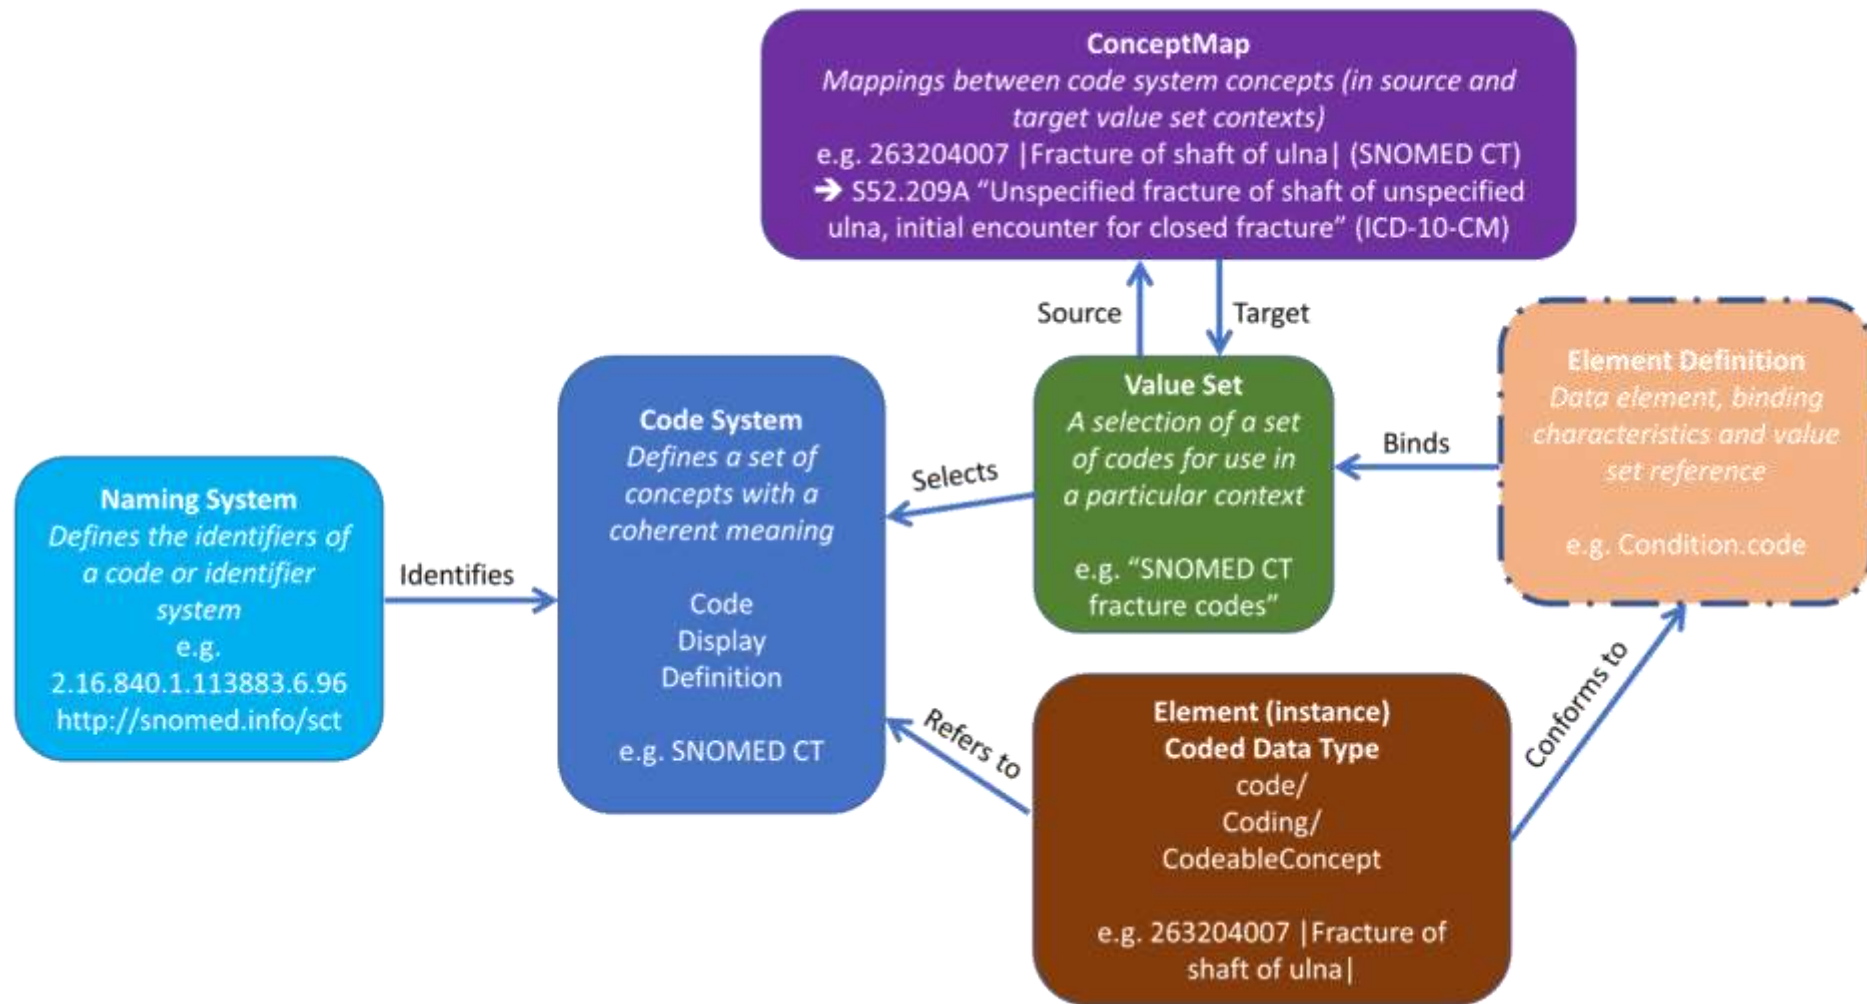 ConceptMap
Mappings between code system concepts (in source and
target value set contexts)
e.g. 263204007 |Fracture of shaft of ulna| (SNOMED CT)
➔ S52.209A “Unspecified fracture of shaft of unspecified
ulna, initial encounter for closed fracture” (ICD-10-CM)
Source
Target
Naming System
Defines the identifiers of
a code or identifier
system
e.g.
2.16.840.1.113883.6.96
http://snomed.info/sct
Identifies
Code System
Defines a set of
concepts with a
coherent meaning
Code
Display
Definition
e.g. SNOMED CT
Selects
Value Set
A selection of a set
of codes for use in
a particular context
e.g. “SNOMED CT
fracture codes”
Binds
Element Definition
Data element, binding
characteristics and value
set reference
e.g. Condition.code
Refers to
Element (instance)
Coded Data Type
code/
Coding/
CodeableConcept
e.g. 263204007 |Fracture of
shaft of ulna|
Conforms to